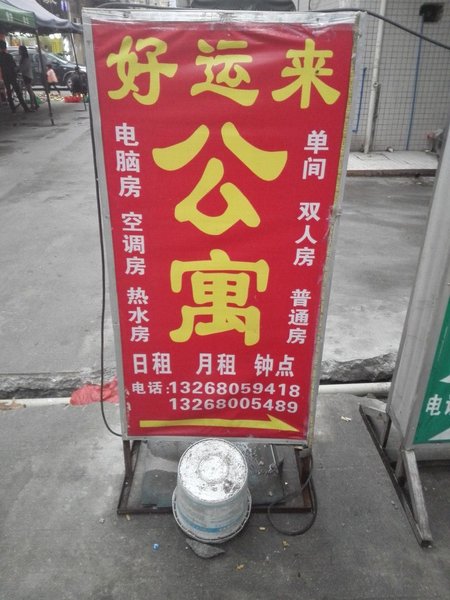 好运来
公寓
电脑房 空调房 热水房
单间 双人房 普通房
日租 月租 钟点
电话:13268059418
13268005489
电